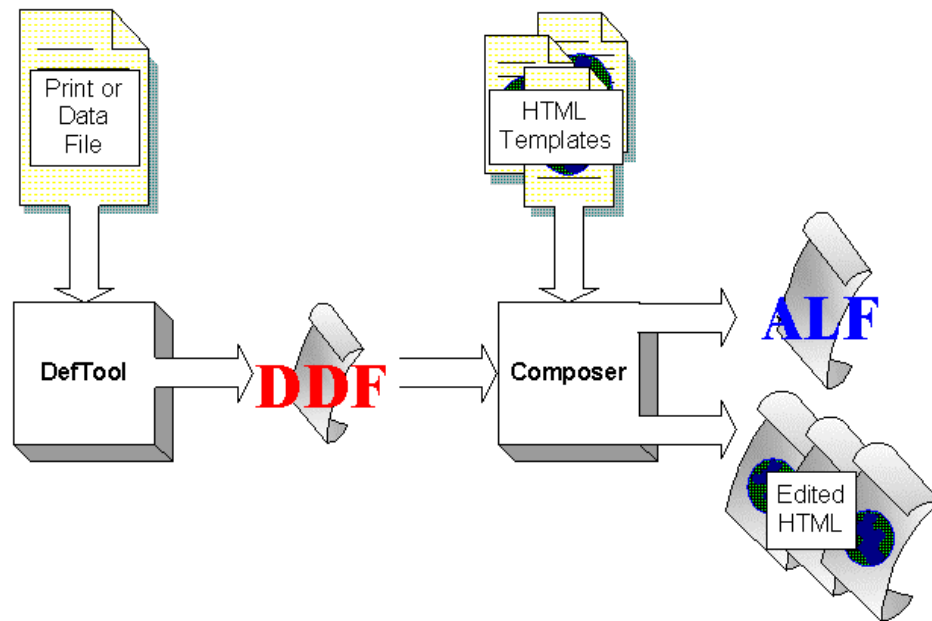 Print or
Data
File
HTML
Templates
DefTool
DDF
Composer
ALF
Edited
HTML